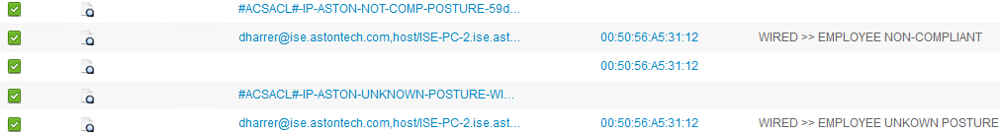 #ACSACL#-IP-ASTON-NOT-COMP-POSTURE-59d...
dharrer@ise.astontech.com,host/ISE-PC-2.ise.ast... 00:50:56:A5:31:12 WIRED >> EMPLOYEE NON-COMPLIANT
00:50:56:A5:31:12
#ACSACL#-IP-ASTON-UNKNOWN-POSTURE-WI...
dharrer@ise.astontech.com,host/ISE-PC-2.ise.ast... 00:50:56:A5:31:12 WIRED >> EMPLOYEE UNKOWN POSTURE